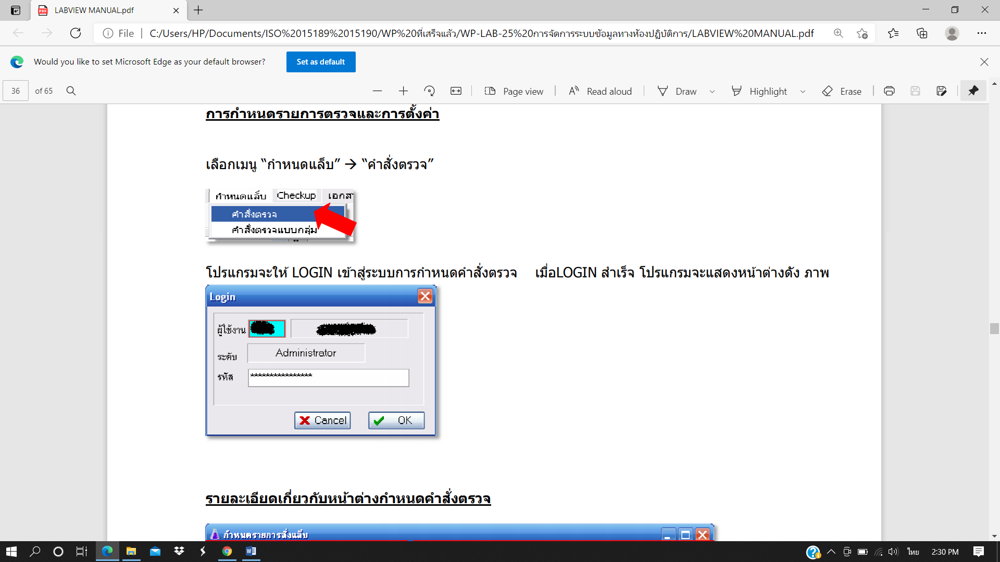 LABVIEW MANUAL.pdf
File
C:/Users/HP/Documents/ISO%2015189%2015190/WP%20ที่เสร็จแล้ว/WP-LAB-25%20การจัดการระบบข้อมูลทางห้องปฏิบัติการ/LABVIEW%20MANUAL.pdf
Would you like to set Microsoft Edge as your default browser? Set as default
36 of 65 Page view Read aloud Draw Highlight Erase
การกำหนดรายการตรวจและการตั้งค่า
เลือกเมนู “กำหนดแล็บ” → “คำสั่งตรวจ”
กำหนดแล็บ Checkup เอกสา
คำสั่งตรวจ
คำสั่งตรวจแบบกลุ่ม
โปรแกรมจะให้ LOGIN เข้าสู่ระบบการกำหนดคำสั่งตรวจ เมื่อLOGIN สำเร็จ โปรแกรมจะแสดงหน้าต่างดัง ภาพ
Login
ผู้ใช้งาน
ระดับ Administrator
รหัส ****************
Cancel OK
รายละเอียดเกี่ยวกับหน้าต่างกำหนดคำสั่งตรวจ
กำหนดรายการสั่งแล็บ
ไทย 2:30 PM